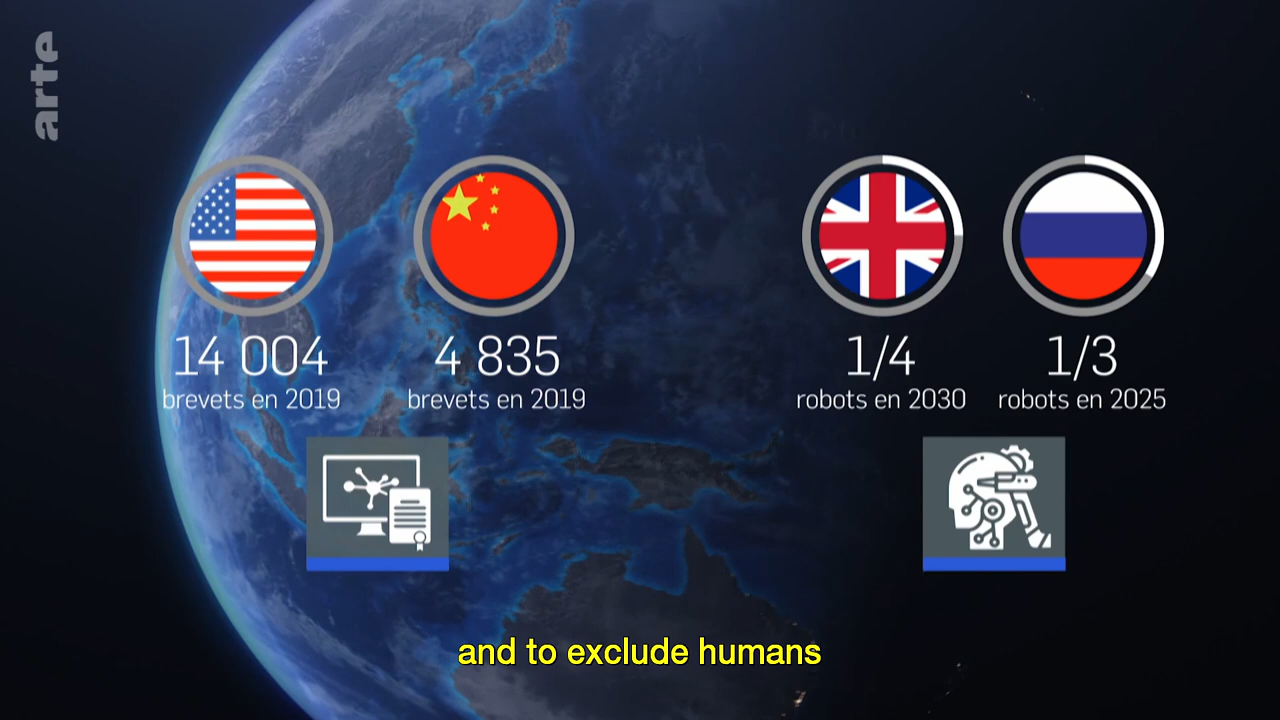 arte
14 004
brevets en 2019
4 835
brevets en 2019
1/4
robots en 2030
1/3
robots en 2025
and to exclude humans